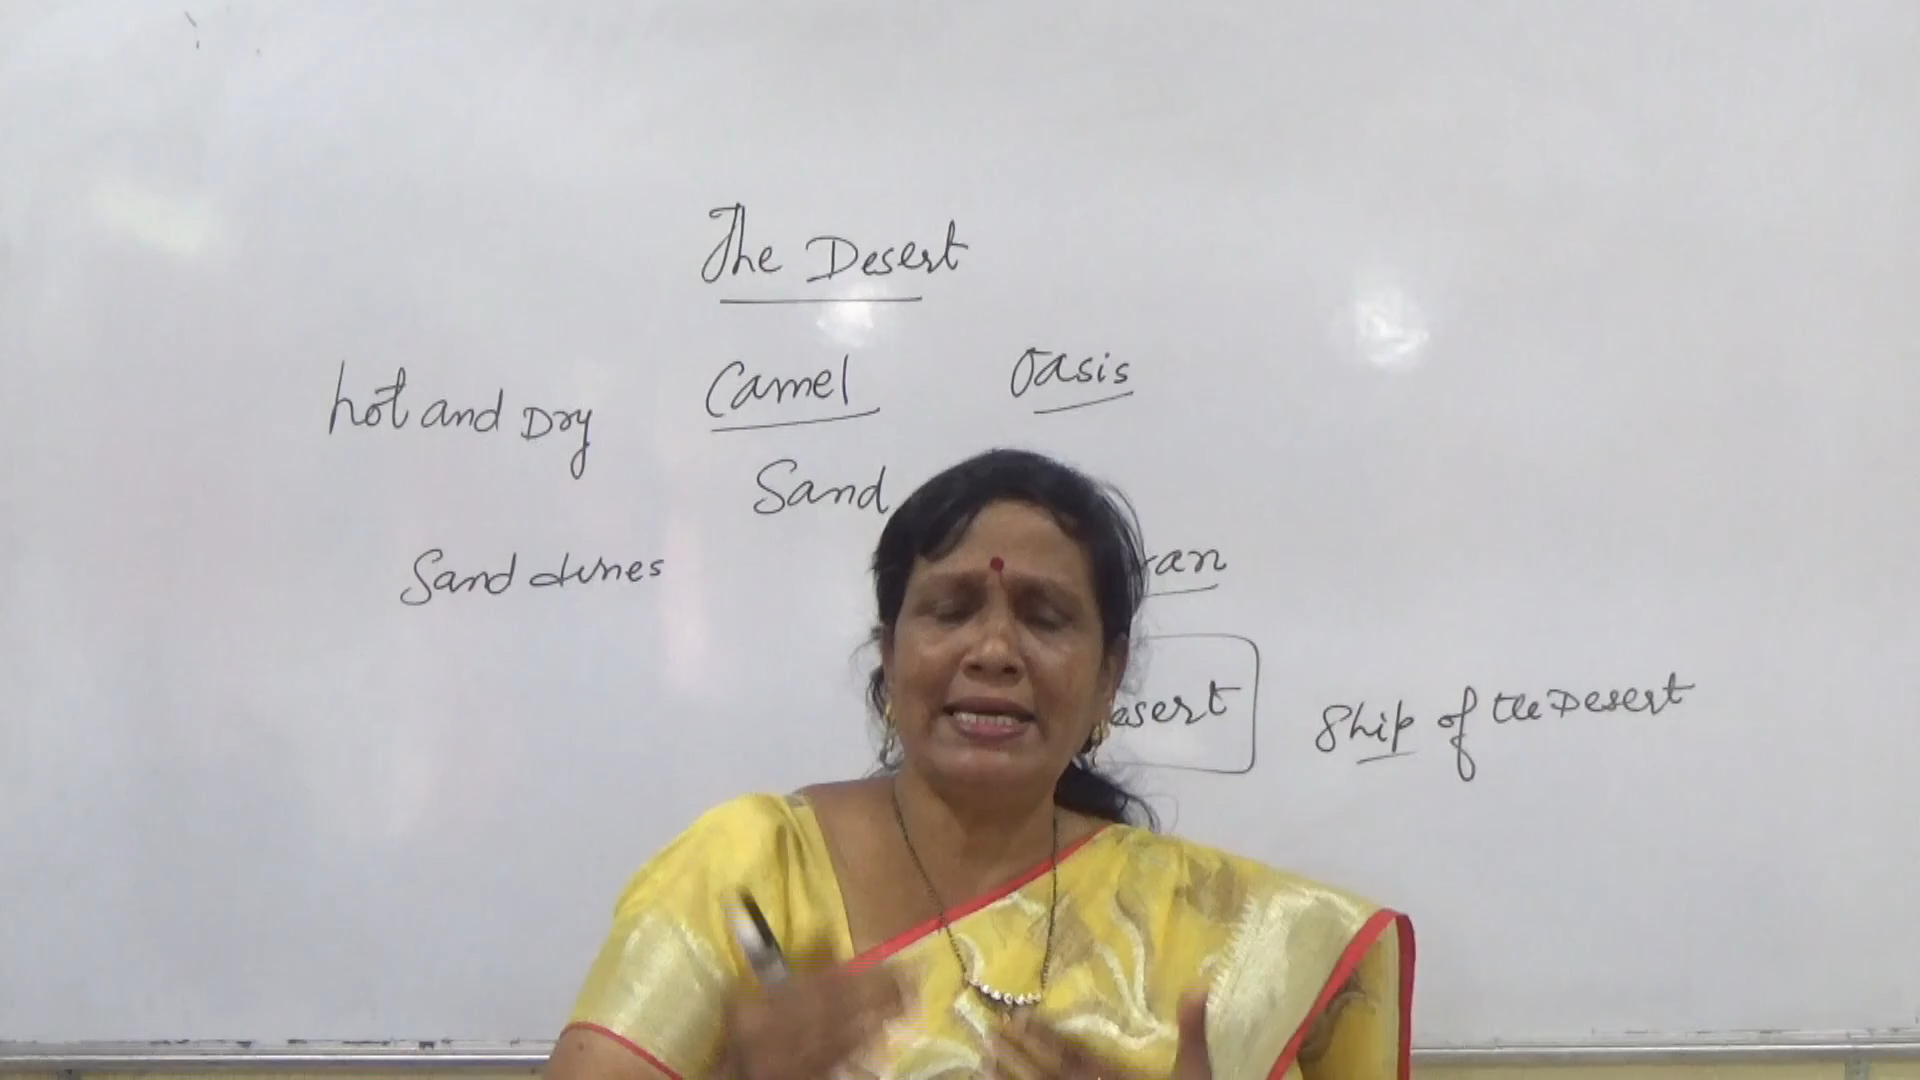 The Desert
hot and Dry Camel Oasis
Sand
Sand dunes
Ship of the Desert